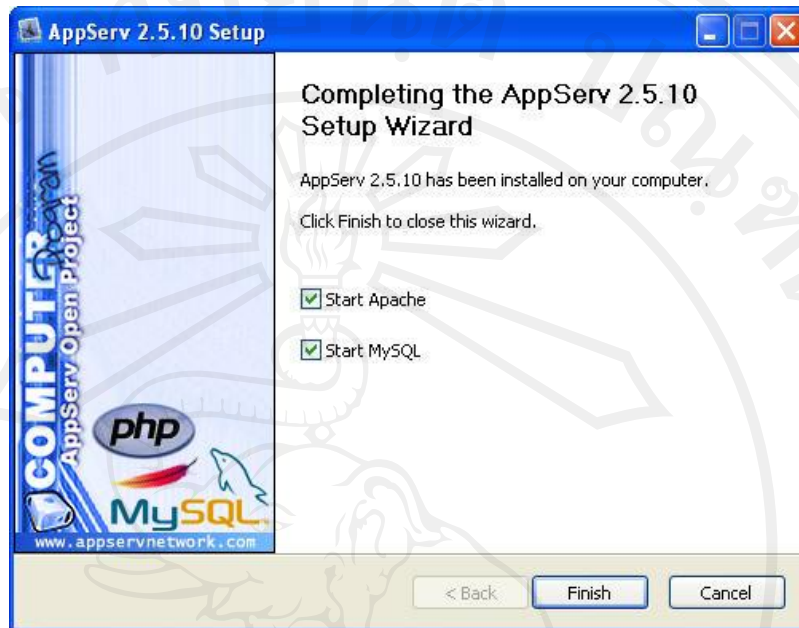 AppServ 2.5.10 Setup
Completing the AppServ 2.5.10
Setup Wizard
AppServ 2.5.10 has been installed on your computer.
Click Finish to close this wizard.
Start Apache
Start MySQL
COMPUTER
Program
AppServ Open Project
php
MySQL
www.appservnetwork.com
< Back
Finish
Cancel